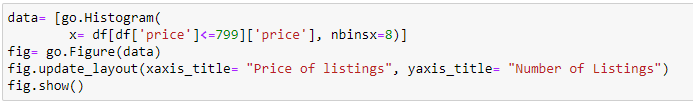 data= [go.Histogram(
        x= df[df['price']<=799]['price'], nbinsx=8)]
fig= go.Figure(data)
fig.update_layout(xaxis_title= "Price of listings", yaxis_title= "Number of Listings")
fig.show()